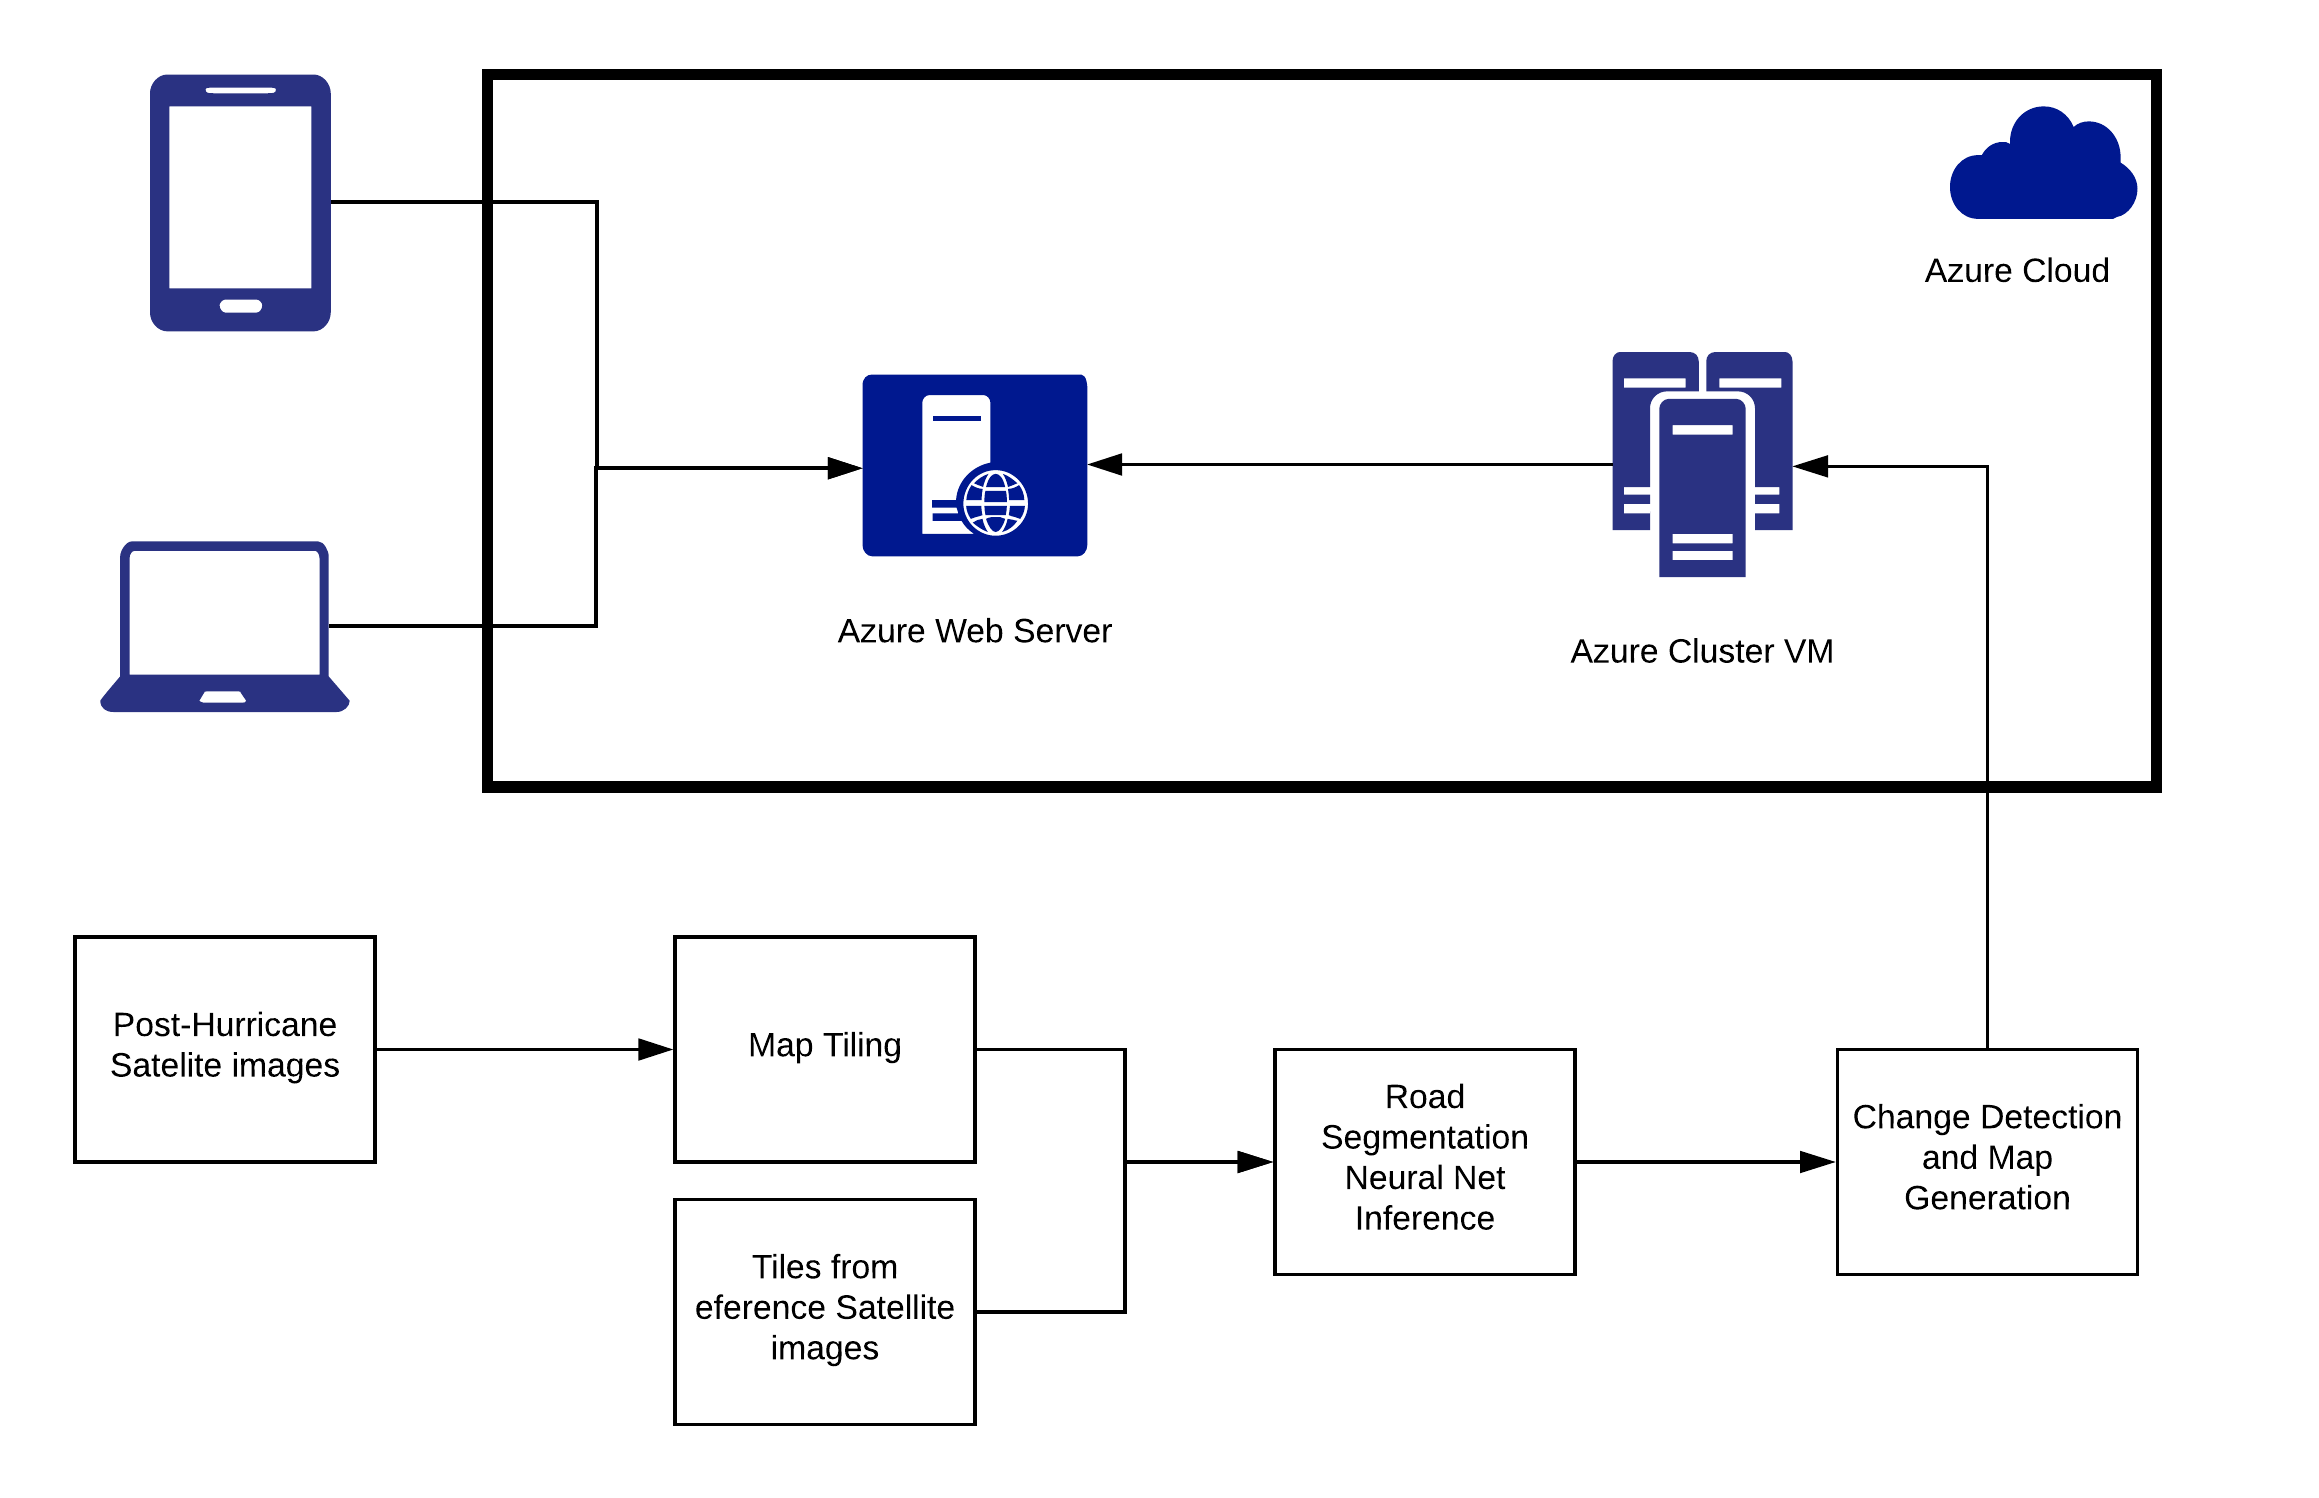 Azure Cloud
Azure Web Server
Azure Cluster VM
Post-Hurricane
Satelite images
Map Tiling
Tiles from
eference Satellite
images
Road
Segmentation
Neural Net
Inference
Change Detection
and Map
Generation